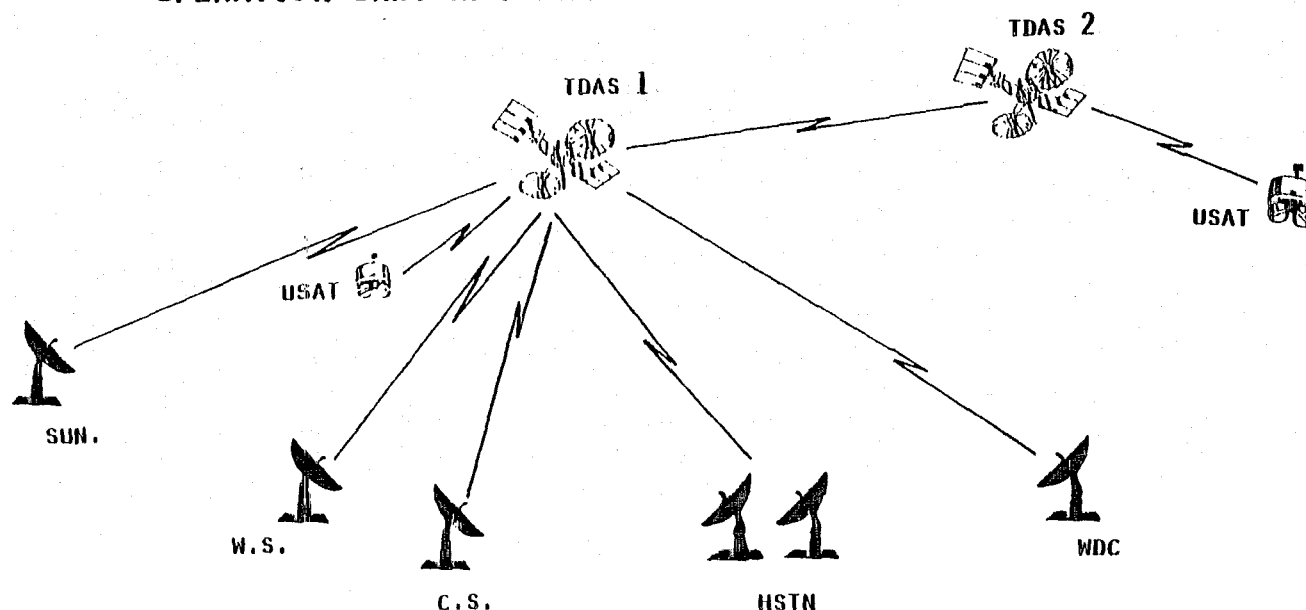 TDAS 2
TDAS 1
USAT
USAT
SUN.
W.S.
WDC
C.S.
HSTN